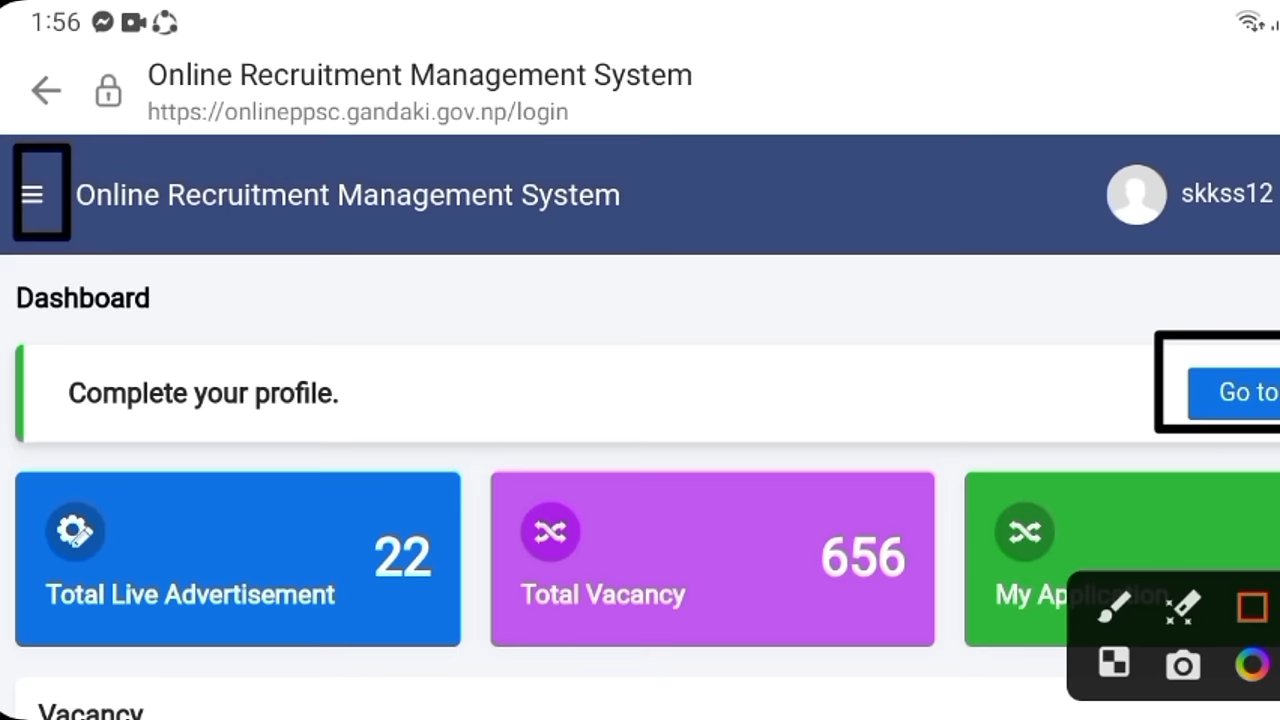 1:56
Online Recruitment Management System
https://onlineppsc.gandaki.gov.np/login
Online Recruitment Management System
skkss12
Dashboard
Complete your profile.
Go to
22
Total Live Advertisement
656
Total Vacancy
My Application
Vacancy